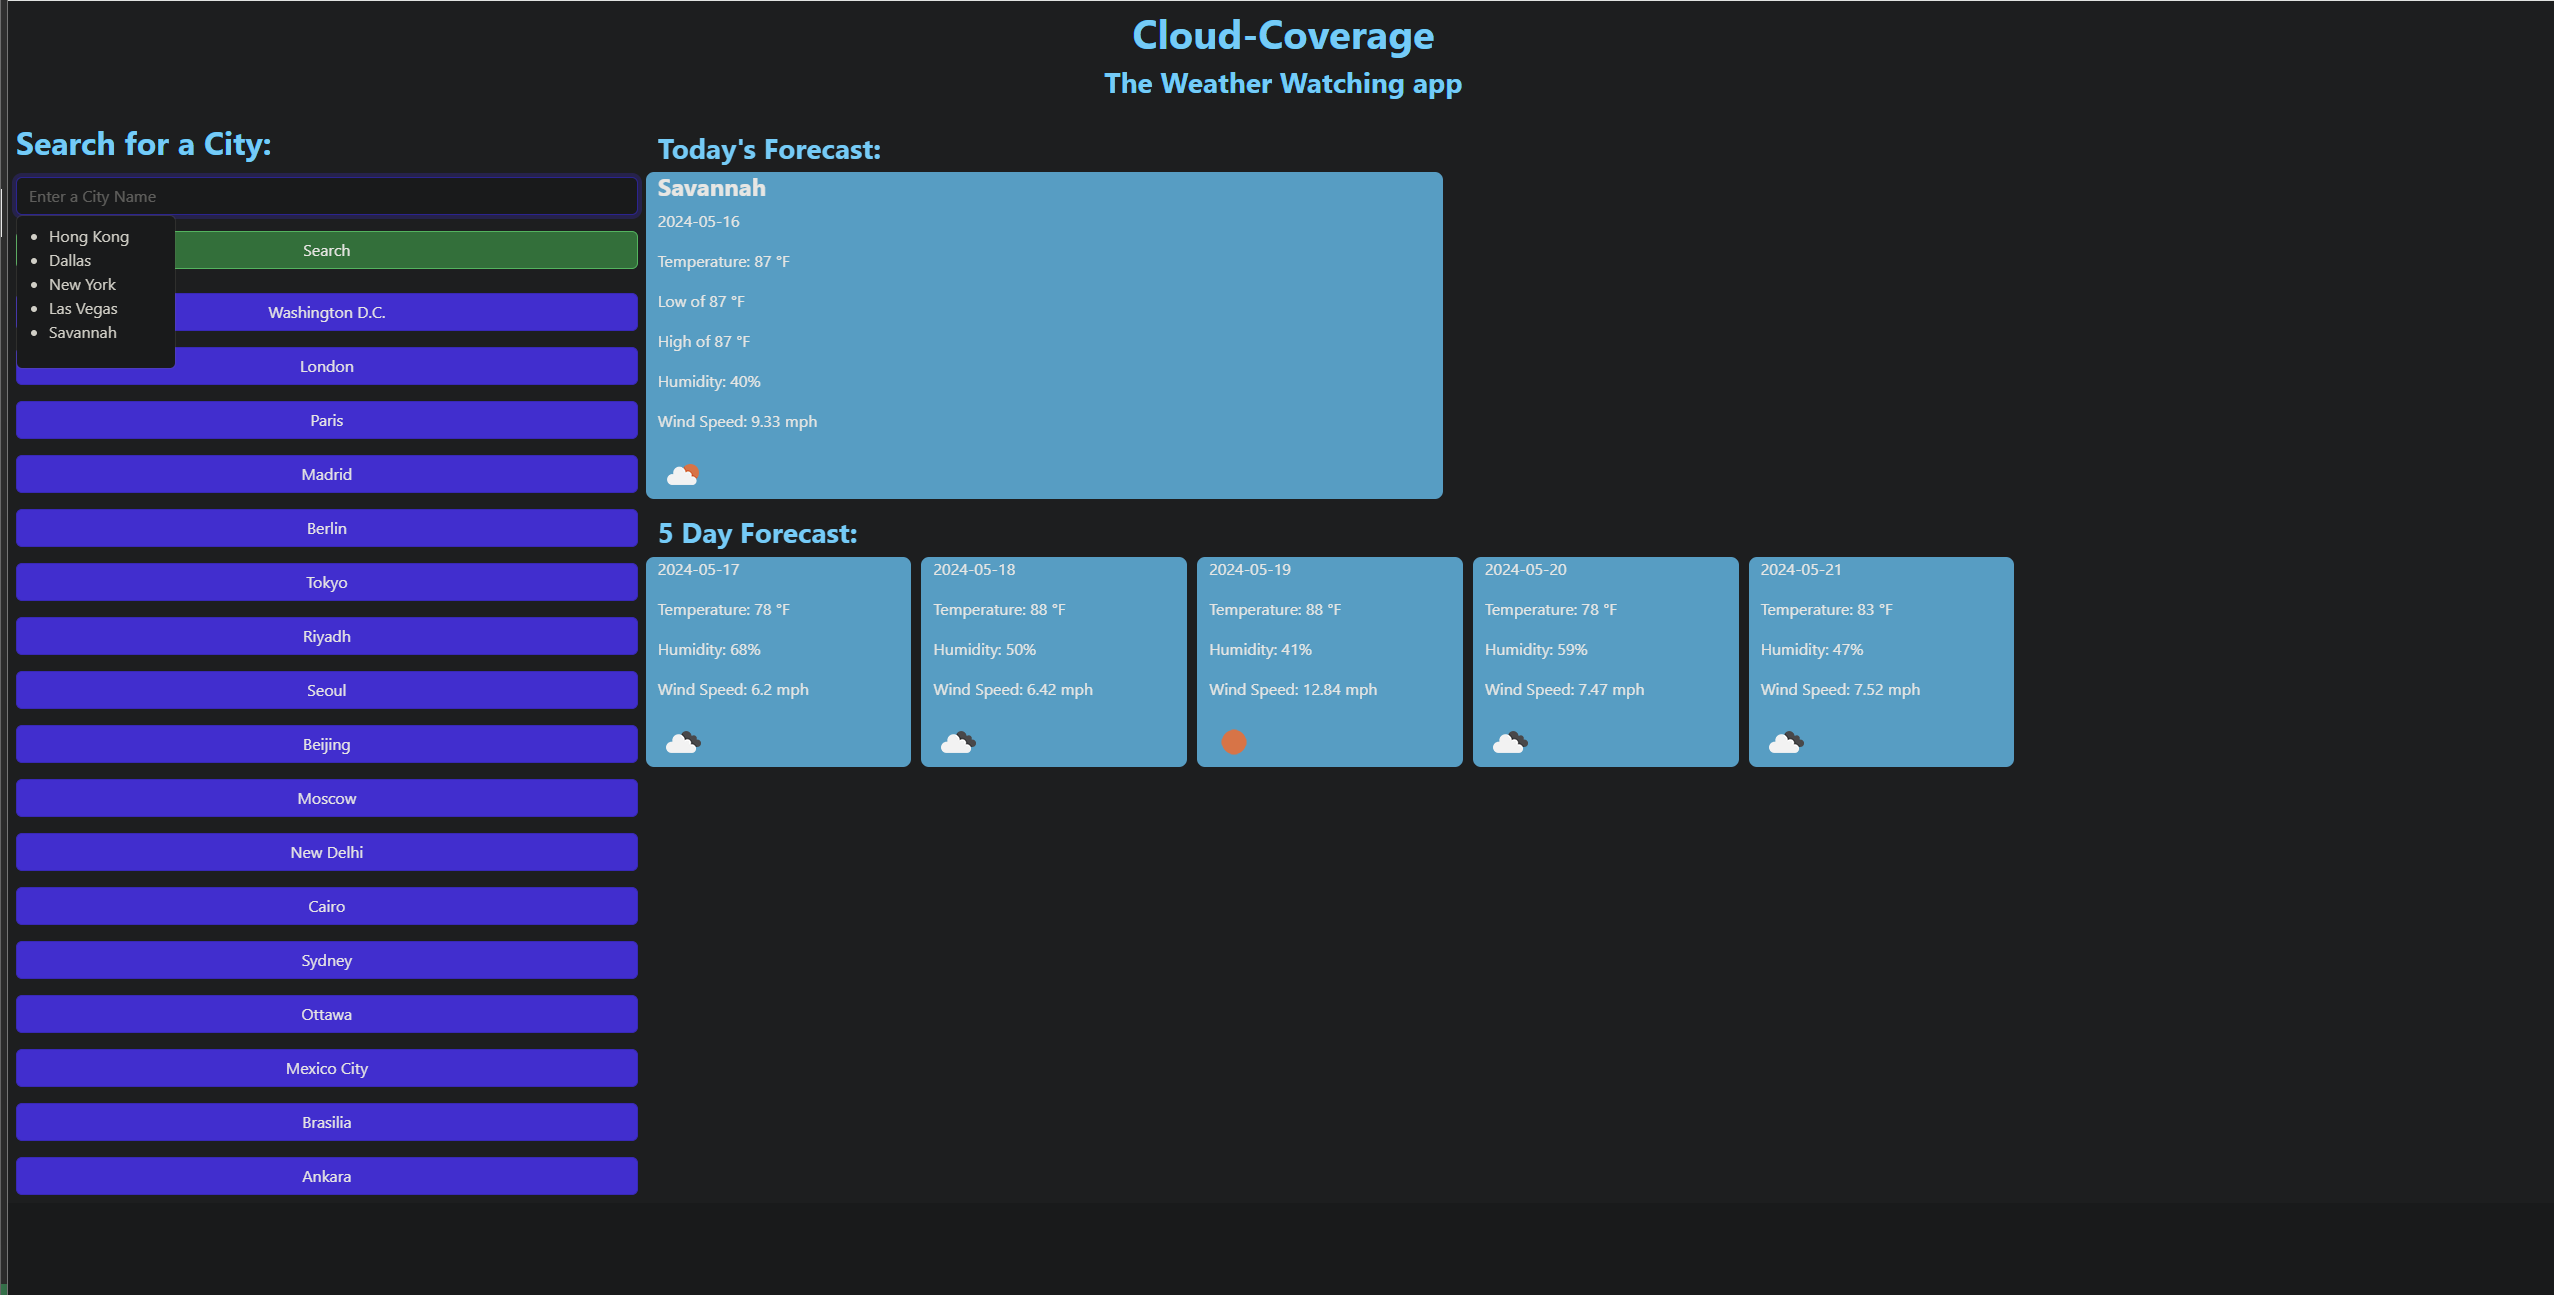 Cloud-Coverage
The Weather Watching app
Search for a City:
Enter a City Name
Hong Kong
Dallas
New York
Las Vegas
Savannah
Search
Washington D.C.
London
Paris
Madrid
Berlin
Tokyo
Riyadh
Seoul
Beijing
Moscow
New Delhi
Cairo
Sydney
Ottawa
Mexico City
Brasilia
Ankara
Today's Forecast:
Savannah
2024-05-16
Temperature: 87 °F
Low of 87 °F
High of 87 °F
Humidity: 40%
Wind Speed: 9.33 mph
5 Day Forecast:
2024-05-17
Temperature: 78 °F
Humidity: 68%
Wind Speed: 6.2 mph
2024-05-18
Temperature: 88 °F
Humidity: 50%
Wind Speed: 6.42 mph
2024-05-19
Temperature: 88 °F
Humidity: 41%
Wind Speed: 12.84 mph
2024-05-20
Temperature: 78 °F
Humidity: 59%
Wind Speed: 7.47 mph
2024-05-21
Temperature: 83 °F
Humidity: 47%
Wind Speed: 7.52 mph